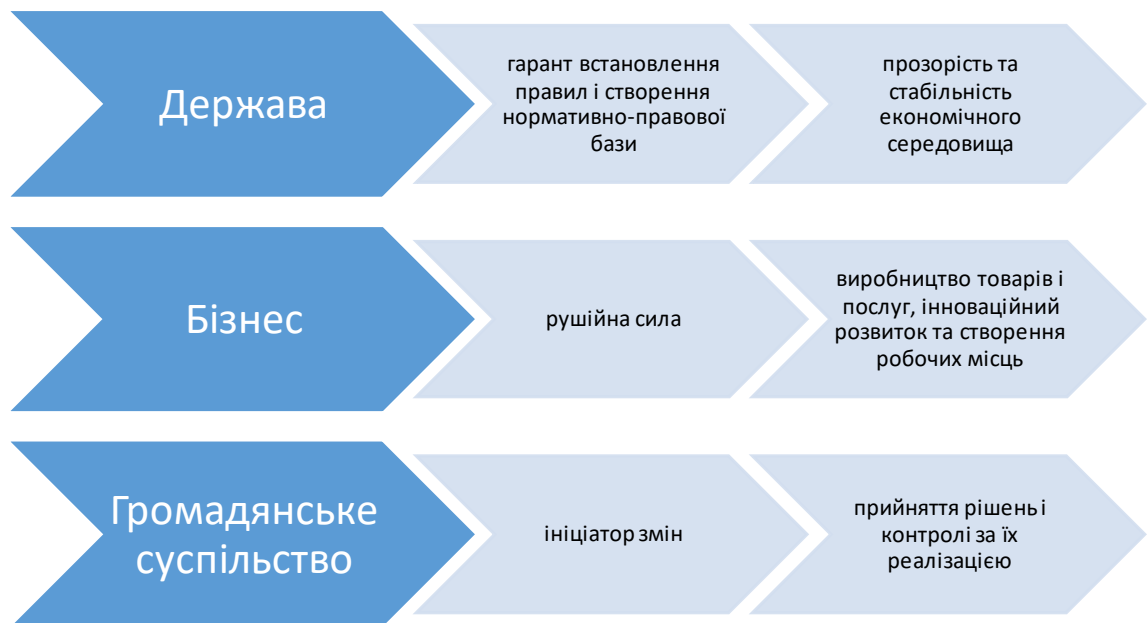 Держава
гарант встановлення
правил і створення
нормативно-правової
бази
прозорість та
стабільність
економічного
середовища
Бізнес
рушійна сила
виробництво товарів і
послуг, інноваційний
розвиток та створення
робочих місць
Громадянське
суспільство
ініціатор змін
прийняття рішень і
контролі за їх
реалізацією